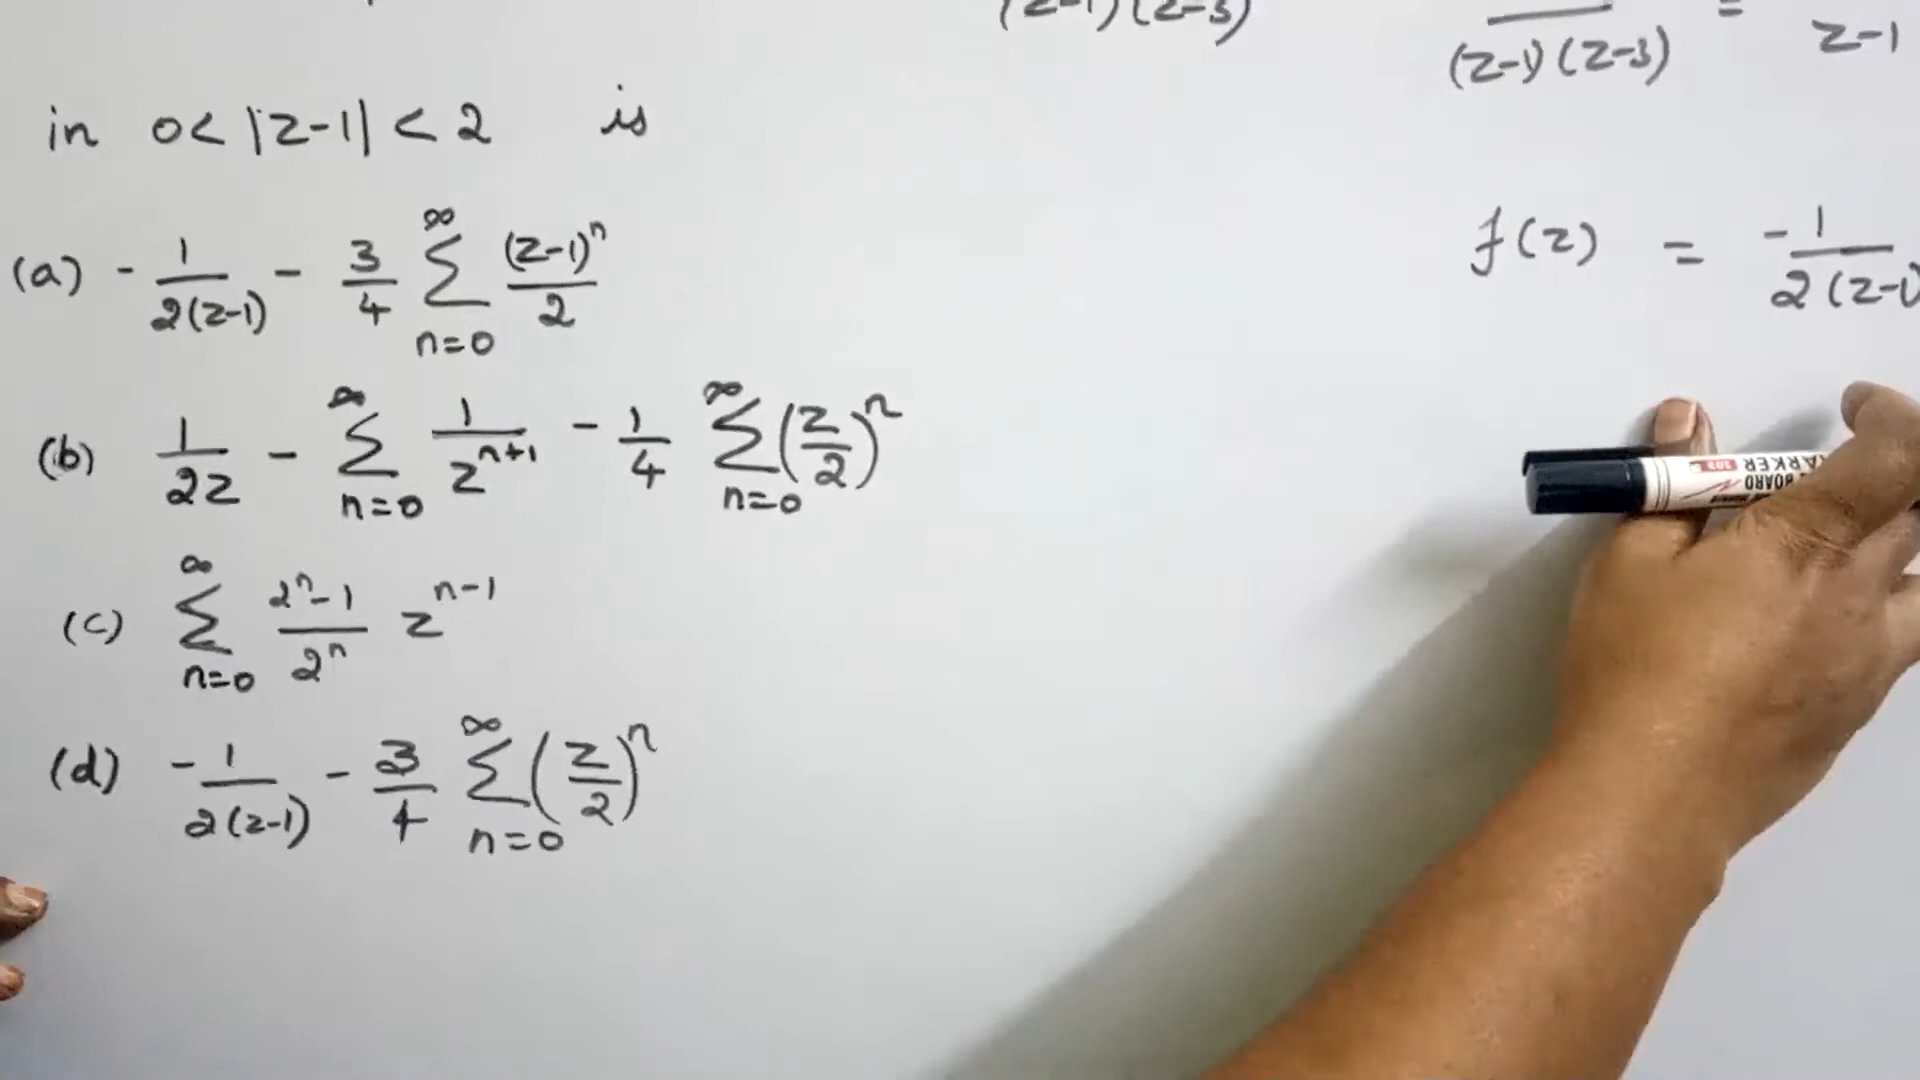 (z-1)(z-3)
(z-1)(z-3) = z-1
in 0< |z-1| < 2 is
(a) - 1/2(z-1) - 3/4 ∑_{n=0}^{∞} (z-1)^n/2
f(z) = -1/2(z-1)
(b) 1/2z - ∑_{n=0}^{∞} 1/z^{n+1} - 1/4 ∑_{n=0}^{∞} (z/2)^n
(c) ∑_{n=0}^{∞} 2^n-1/2^n z^{n-1}
(d) -1/2(z-1) - 3/4 ∑_{n=0}^{∞} (z/2)^n